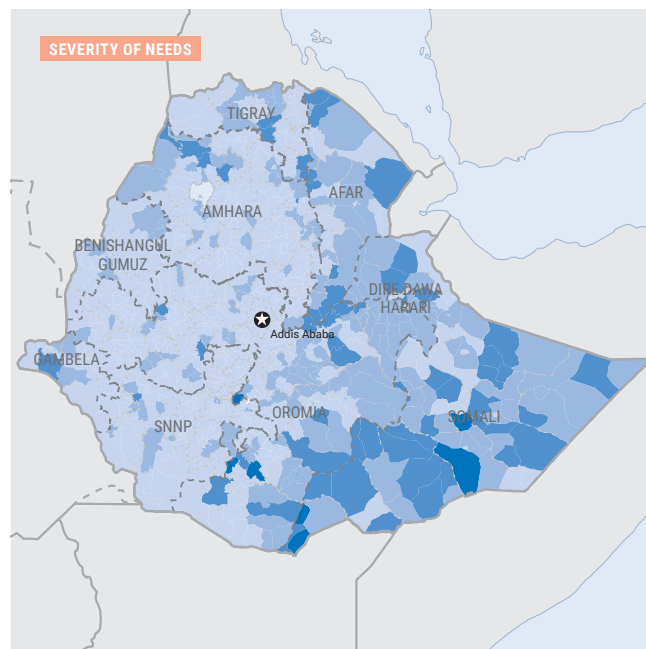 SEVERITY OF NEEDS
TIGRAY
AFAR
AMHARA
BENISHANGUL
GUMUZ
DIRE DAWA
HARARI
Addis Ababa
GAMBELA
OROMIA
SOMALI
SNNP